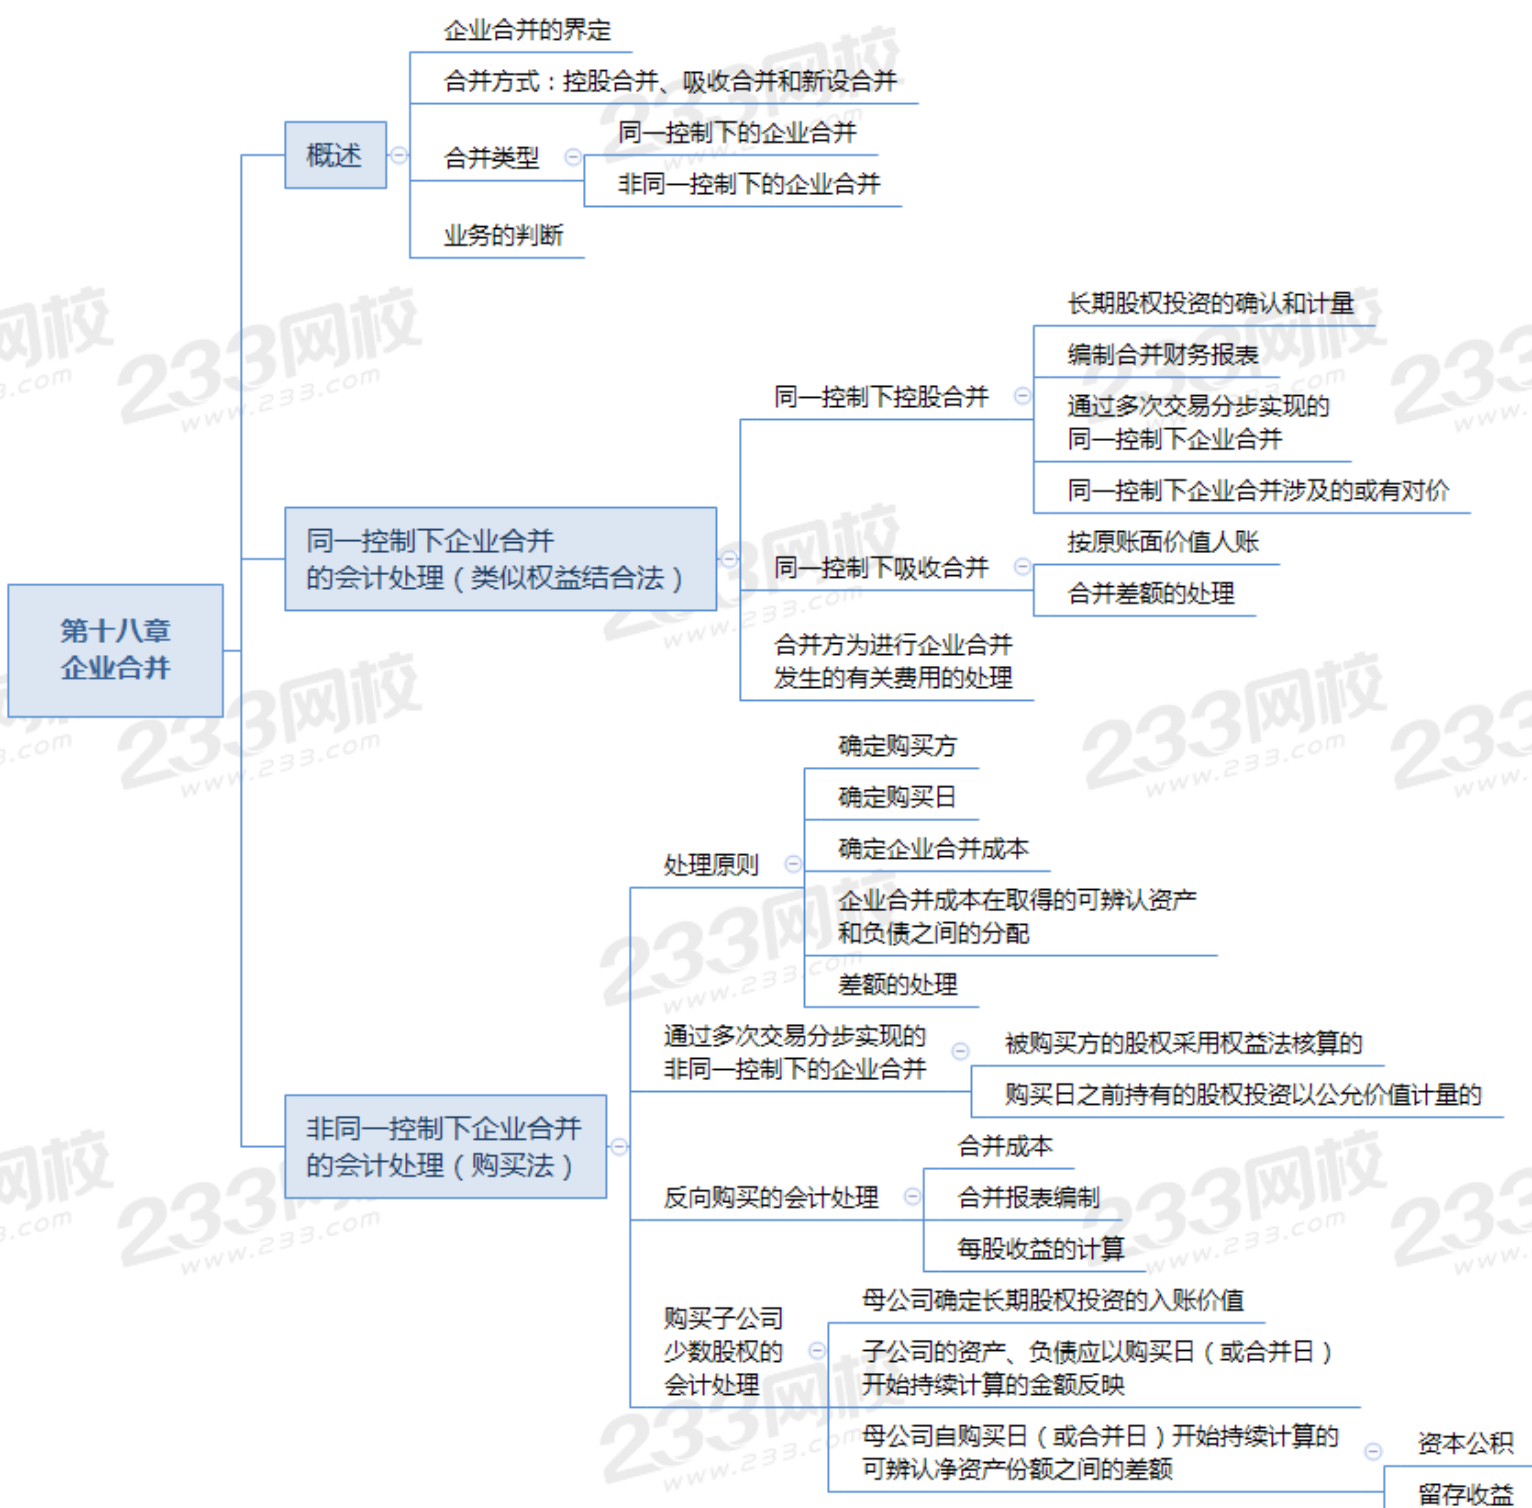 第十八章
企业合并
概述
企业合并的界定
合并方式：控股合并、吸收合并和新设合并
合并类型
同一控制下的企业合并
非同一控制下的企业合并
业务的判断
同一控制下企业合并
的会计处理（类似权益结合法）
同一控制下控股合并
长期股权投资的确认和计量
编制合并财务报表
通过多次交易分步实现的
同一控制下企业合并
同一控制下企业合并涉及的或有对价
同一控制下吸收合并
按原账面价值人账
合并差额的处理
合并方为进行企业合并
发生的有关费用的处理
非同一控制下企业合并
的会计处理（购买法）
处理原则
确定购买方
确定购买日
确定企业合并成本
企业合并成本在取得的可辨认资产
和负债之间的分配
差额的处理
通过多次交易分步实现的
非同一控制下的企业合并
被购买方的股权采用权益法核算的
购买日之前持有的股权投资以公允价值计量的
反向购买的会计处理
合并成本
合并报表编制
每股收益的计算
购买子公司
少数股权的
会计处理
母公司确定长期股权投资的入账价值
子公司的资产、负债应以购买日（或合并日）
开始持续计算的金额反映
母公司自购买日（或合并日）开始持续计算的
可辨认净资产份额之间的差额
资本公积
留存收益
233网校
www.233.com